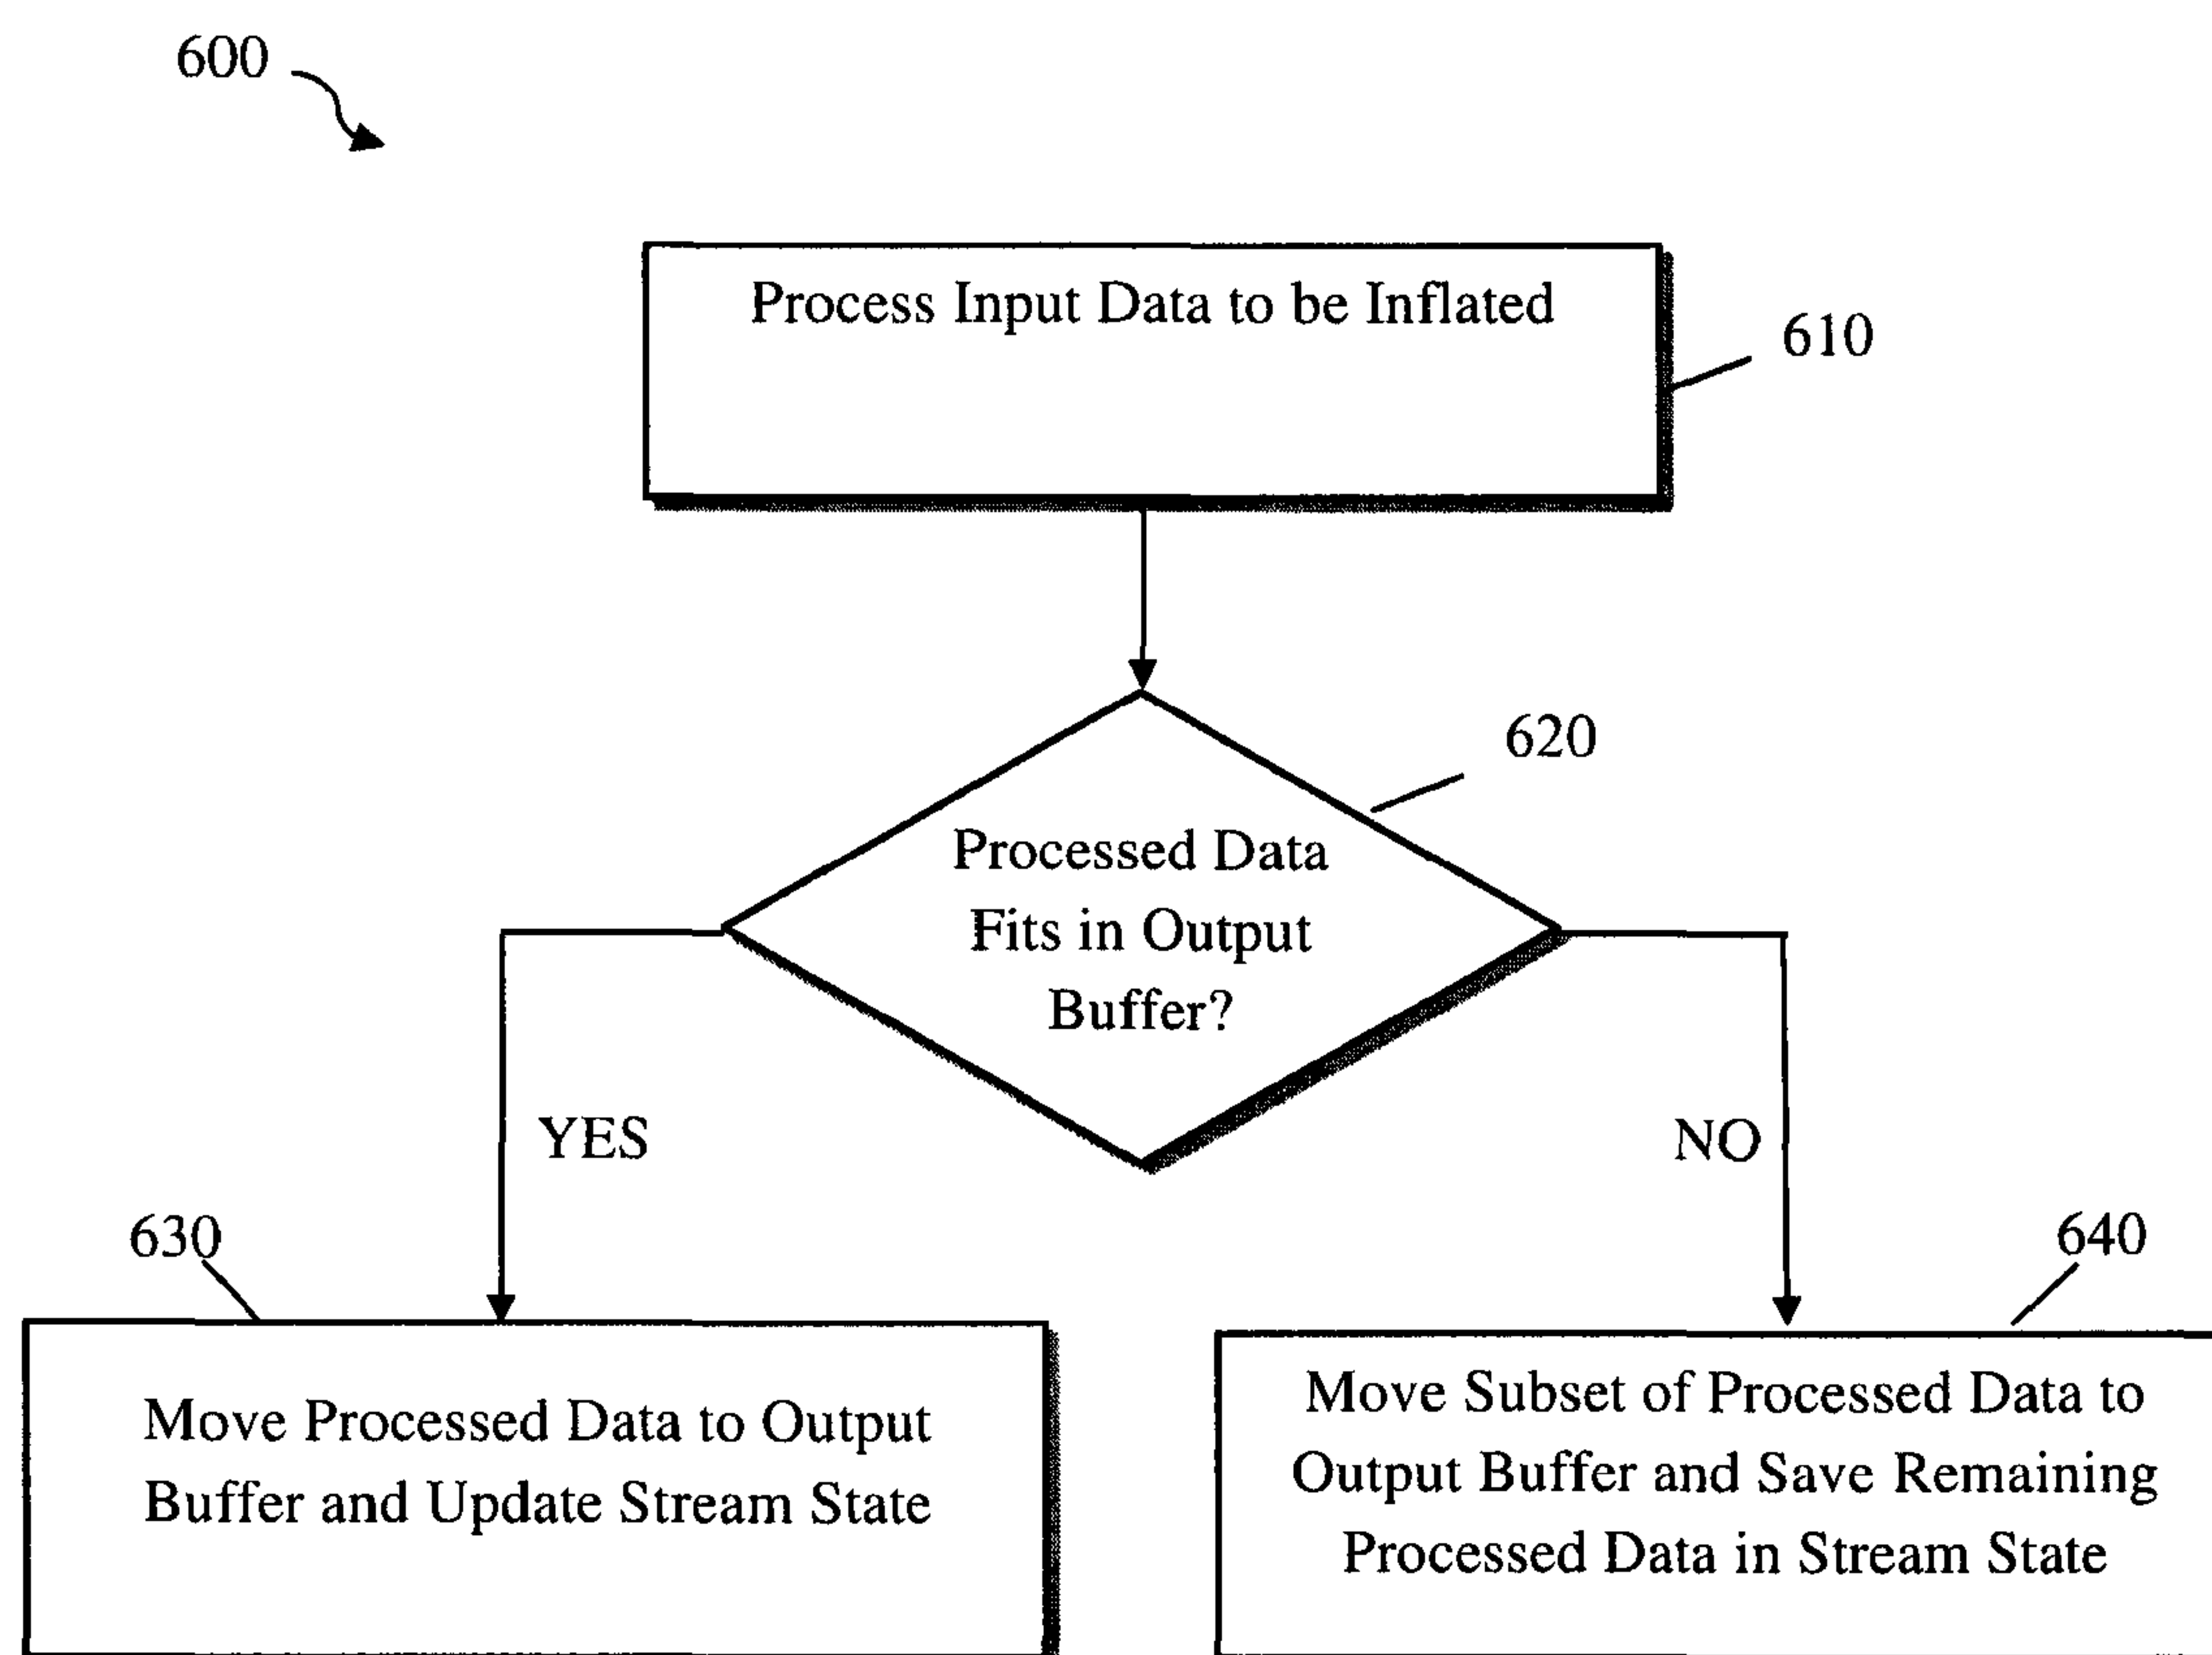 600
Process Input Data to be Inflated
610
620
Processed Data
Fits in Output
Buffer?
YES
NO
630
640
Move Processed Data to Output
Buffer and Update Stream State
Move Subset of Processed Data to
Output Buffer and Save Remaining
Processed Data in Stream State